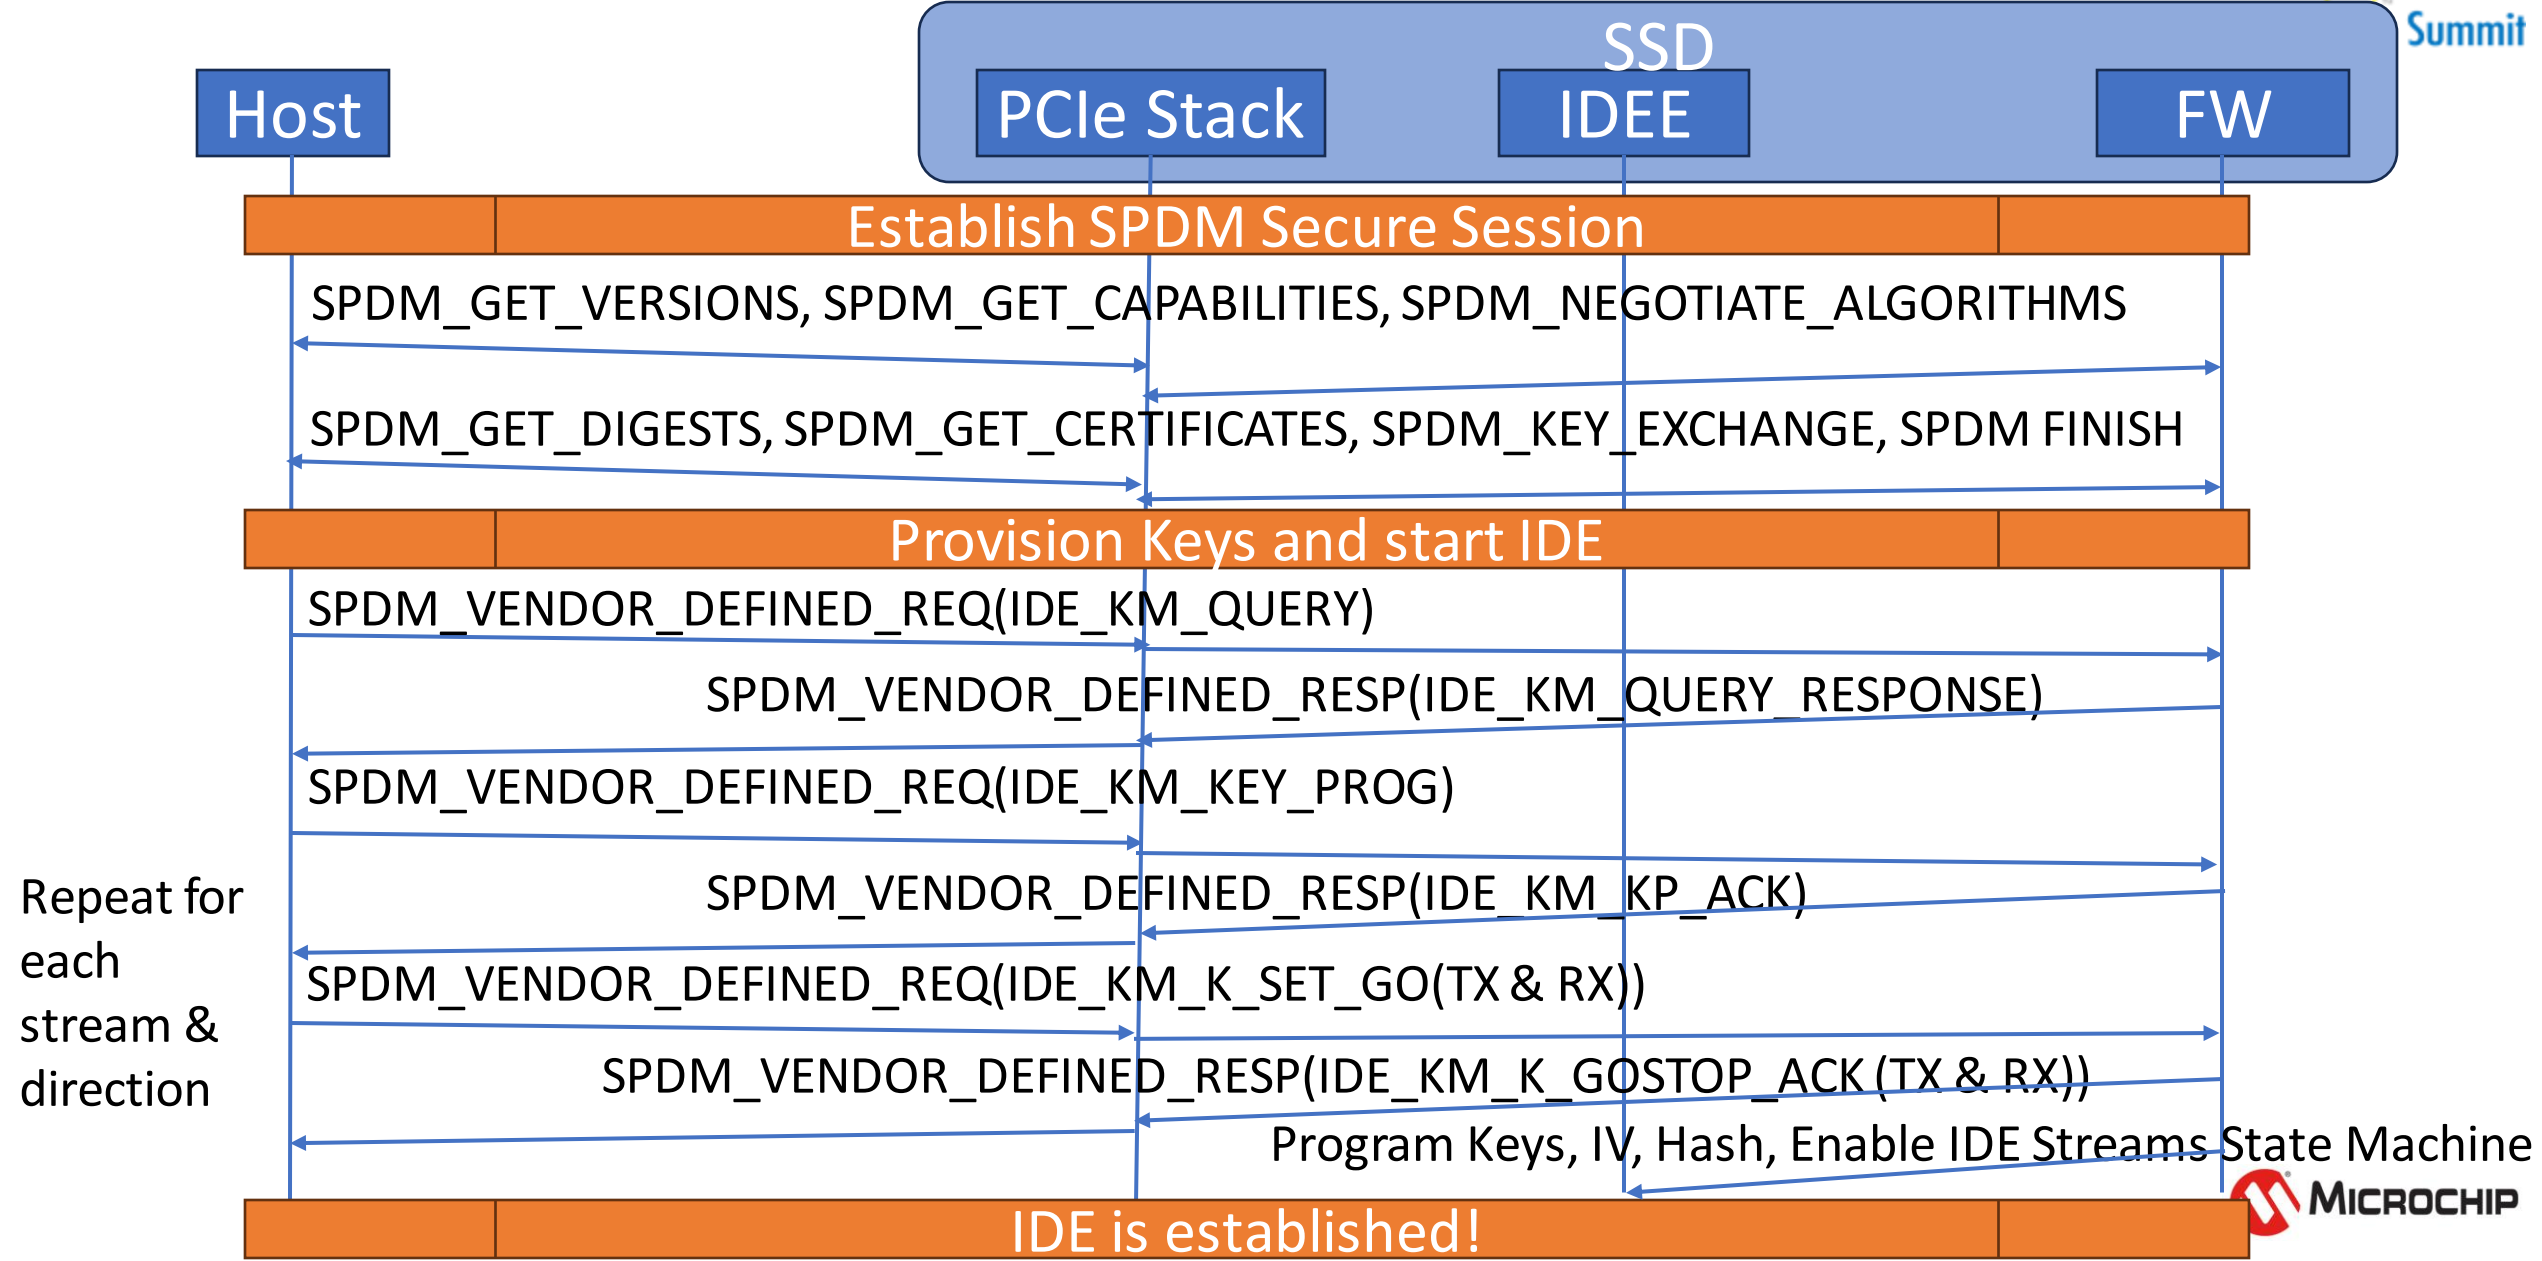 Summit
SSD
Host
PCIe Stack
IDEE
FW
Establish SPDM Secure Session
SPDM_GET_VERSIONS, SPDM_GET_CAPABILITIES, SPDM_NEGOTIATE_ALGORITHMS
SPDM_GET_DIGESTS, SPDM_GET_CERTIFICATES, SPDM_KEY_EXCHANGE, SPDM FINISH
Provision Keys and start IDE
SPDM_VENDOR_DEFINED_REQ(IDE_KM_QUERY)
SPDM_VENDOR_DEFINED_RESP(IDE_KM_QUERY_RESPONSE)
SPDM_VENDOR_DEFINED_REQ(IDE_KM_KEY_PROG)
SPDM_VENDOR_DEFINED_RESP(IDE_KM_KP_ACK)
SPDM_VENDOR_DEFINED_REQ(IDE_KM_K_SET_GO(TX & RX))
SPDM_VENDOR_DEFINED_RESP(IDE_KM_K_GOSTOP_ACK (TX & RX))
Repeat for
each
stream &
direction
Program Keys, IV, Hash, Enable IDE Streams State Machine
MICROCHIP
IDE is established!